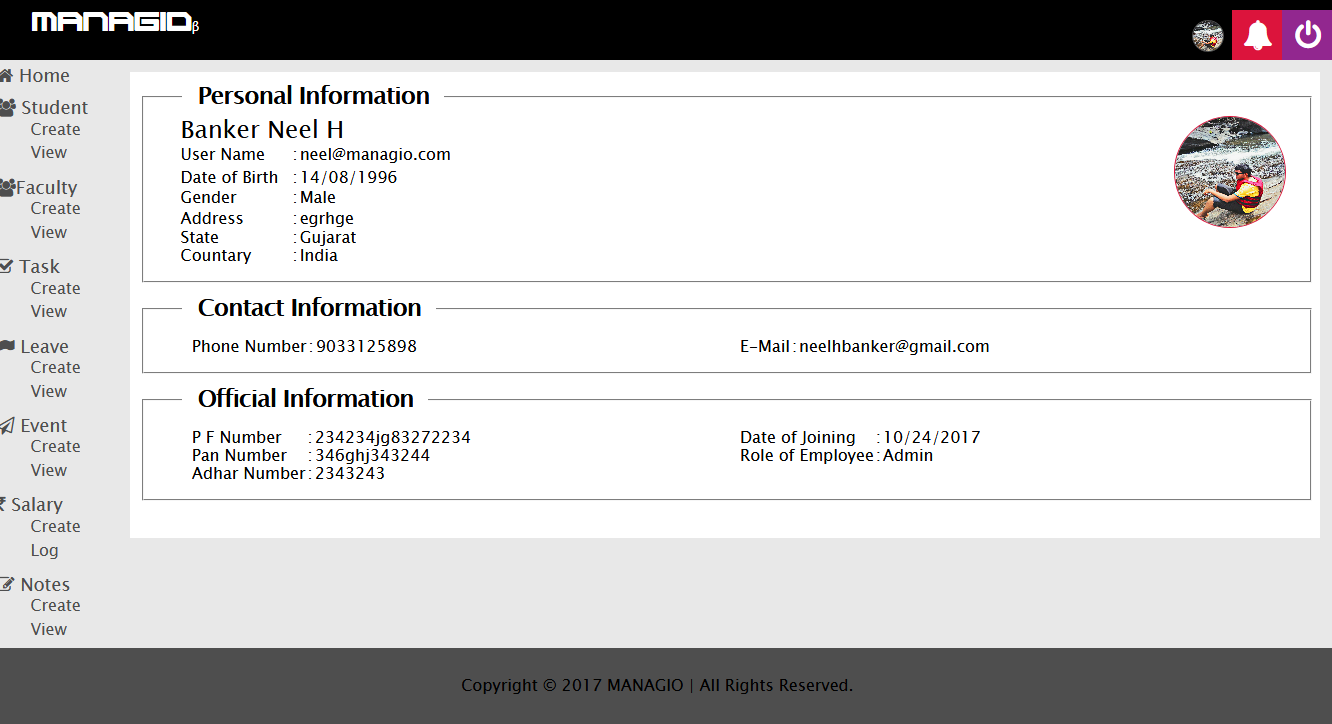 MANAGIOβ
Home
Student
Create
View
Faculty
Create
View
Task
Create
View
Leave
Create
View
Event
Create
View
₹ Salary
Create
Log
Notes
Create
View
Personal Information
Banker Neel H
User Name : neel@managio.com
Date of Birth : 14/08/1996
Gender : Male
Address : egrhge
State : Gujarat
Countary : India
Contact Information
Phone Number : 9033125898 E-Mail : neelhbanker@gmail.com
Official Information
P F Number : 234234jg83272234 Date of Joining : 10/24/2017
Pan Number : 346ghj343244 Role of Employee : Admin
Adhar Number : 2343243
Copyright © 2017 MANAGIO | All Rights Reserved.